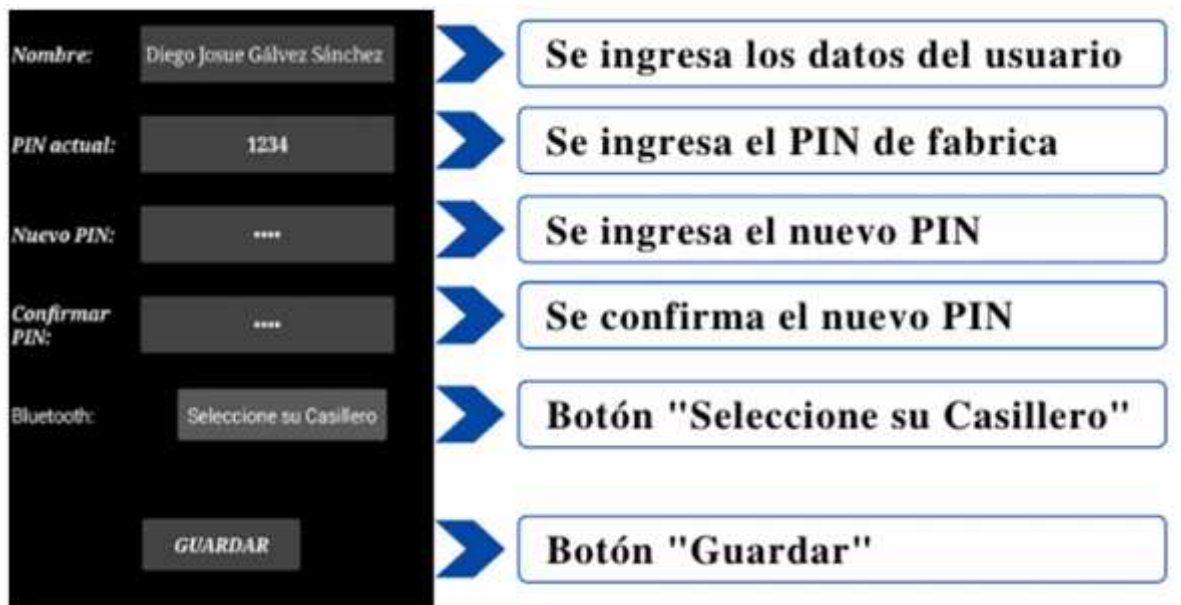 Nombre: Diego Josue Gálvez Sánchez Se ingresa los datos del usuario
PIN actual: 1234 Se ingresa el PIN de fabrica
Nuevo PIN: •••• Se ingresa el nuevo PIN
Confirmar
PIN: •••• Se confirma el nuevo PIN
Bluetooth: Seleccione su Casillero Botón "Seleccione su Casillero"
GUARDAR Botón "Guardar"